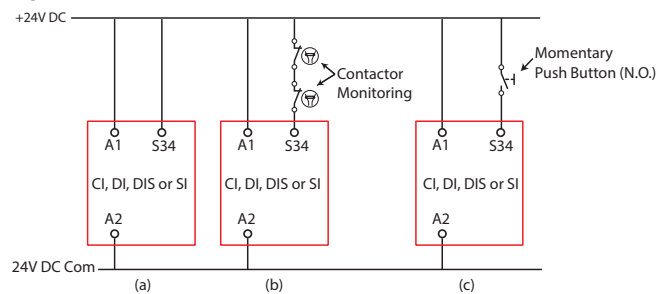 +24V DC
Contactor
Monitoring
Momentary
Push Button (N.O.)
A1 S34
CI, DI, DIS or SI
A2
A1 S34
CI, DI, DIS or SI
A2
A1 S34
CI, DI, DIS or SI
A2
24V DC Com
(a) (b) (c)